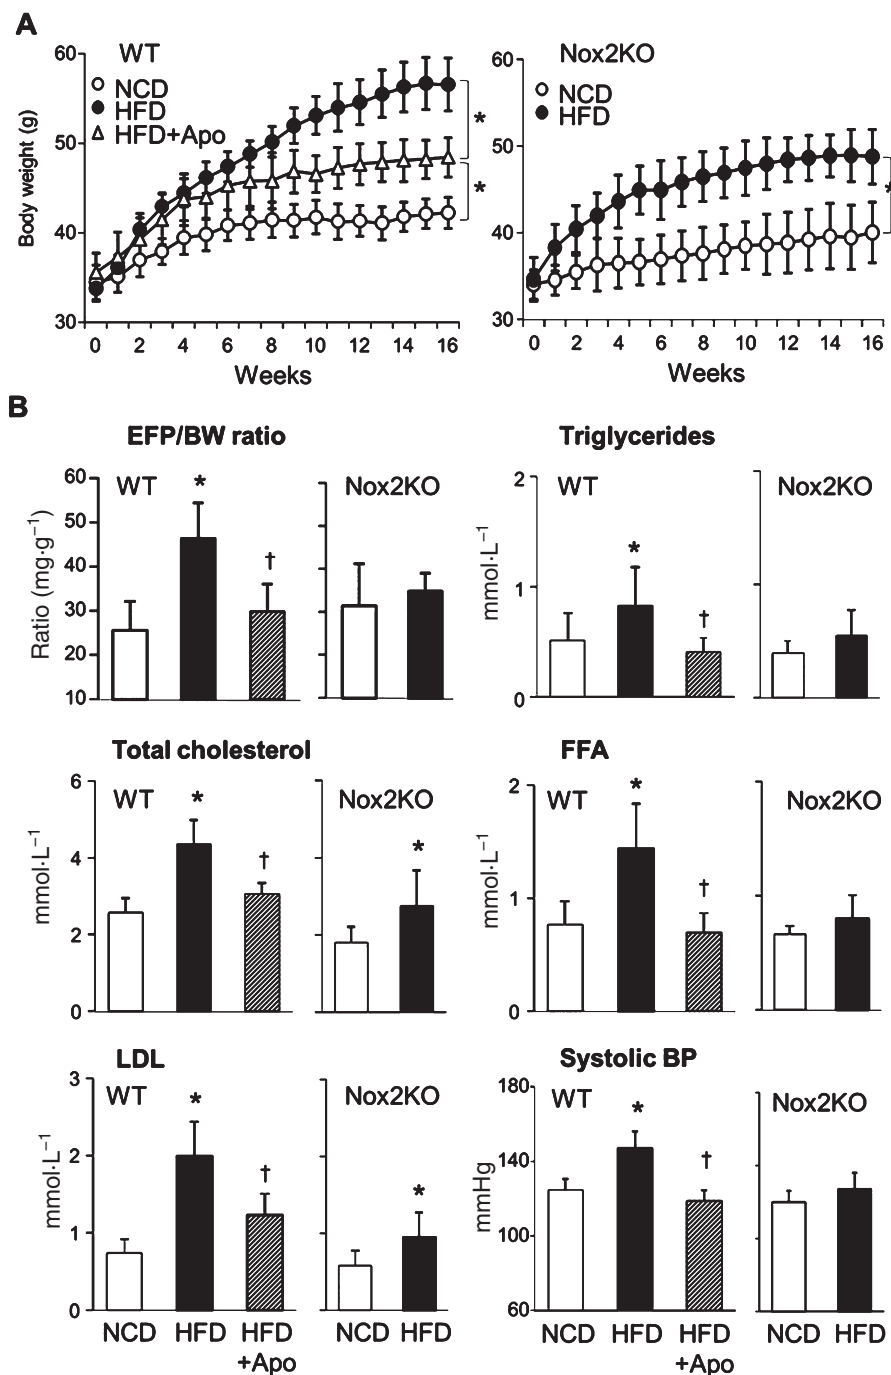 A
WT
NCD
HFD
HFD+Apo
Body weight (g)
60
50
40
30
0 2 4 6 8 10 12 14 16
Weeks
*
*
Nox2KO
NCD
HFD
60
50
40
30
0 2 4 6 8 10 12 14 16
Weeks
*
B
EFP/BW ratio
Ratio (mg·g⁻¹)
60
50
40
30
20
10
WT
*
†
Nox2KO
Triglycerides
mmol·L⁻¹
2
1
0
WT
*
†
Nox2KO
Total cholesterol
mmol·L⁻¹
6
4
2
0
WT
*
†
Nox2KO
*
FFA
mmol·L⁻¹
2
1
0
WT
*
†
Nox2KO
LDL
mmol·L⁻¹
3
2
1
0
WT
*
†
NCD HFD HFD
+Apo
Nox2KO
*
NCD HFD
Systolic BP
mmHg
180
140
100
60
WT
*
†
NCD HFD HFD
+Apo
Nox2KO
NCD HFD